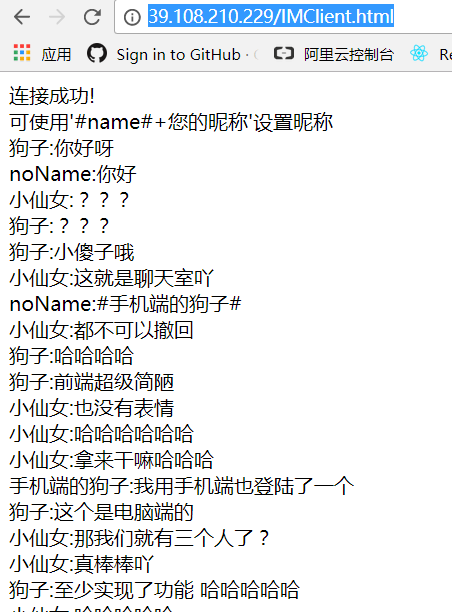 39.108.210.229/IMClient.html
应用 Sign in to GitHub · 阿里云控制台 Re
连接成功!
可使用'#name#+您的昵称'设置昵称
狗子:你好呀
noName:你好
小仙女:？？？
狗子:？？？
狗子:小傻子哦
小仙女:这就是聊天室吖
noName:#手机端的狗子#
小仙女:都不可以撤回
狗子:哈哈哈哈
狗子:前端超级简陋
小仙女:也没有表情
小仙女:哈哈哈哈哈哈
小仙女:拿来干嘛哈哈哈
手机端的狗子:我用手机端也登陆了一个
狗子:这个是电脑端的
小仙女:那我们就有三个人了？
小仙女:真棒棒吖
狗子:至少实现了功能 哈哈哈哈哈
小仙女:哈哈哈哈哈